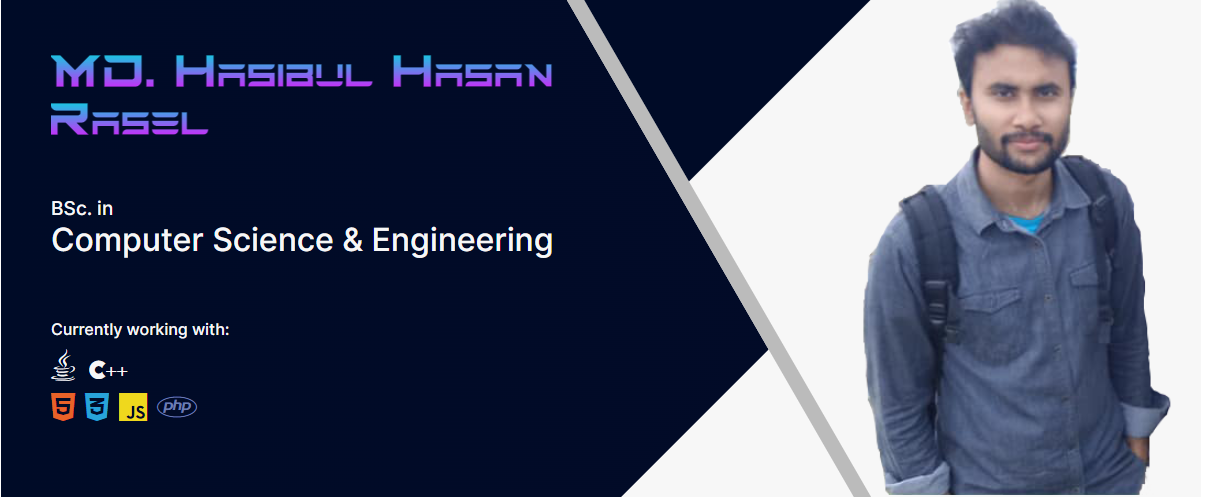 MD. Hasibul Hasan
Rasel
BSc. in
Computer Science & Engineering
Currently working with:
C++
5 3 JS php